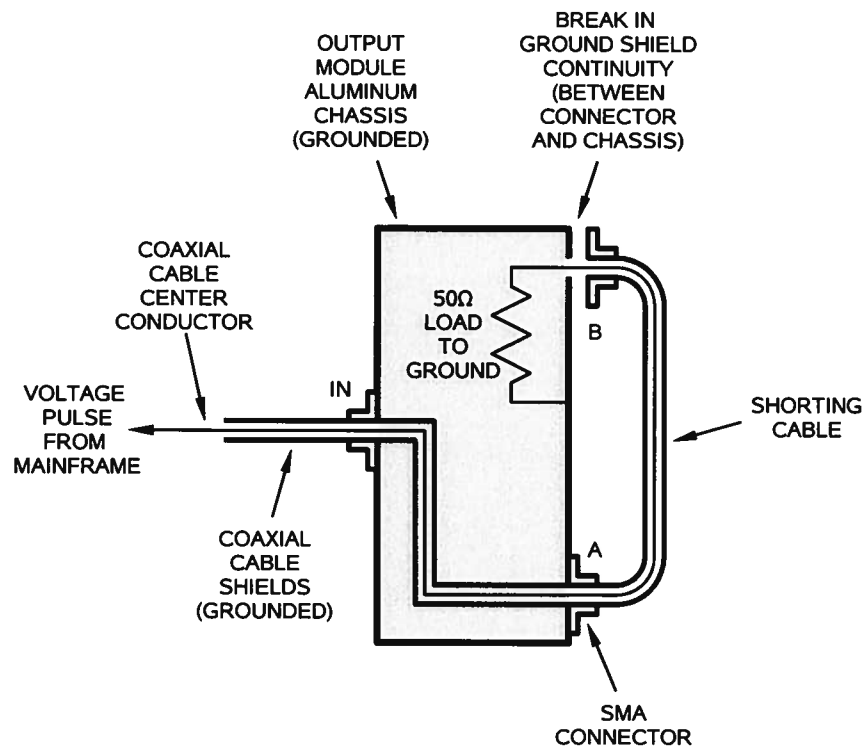 OUTPUT
MODULE
ALUMINUM
CHASSIS
(GROUNDED)
BREAK IN
GROUND SHIELD
CONTINUITY
(BETWEEN
CONNECTOR
AND CHASSIS)
COAXIAL
CABLE
CENTER
CONDUCTOR
50Ω
LOAD
TO
GROUND
B
IN
VOLTAGE
PULSE
FROM
MAINFRAME
SHORTING
CABLE
COAXIAL
CABLE
SHIELDS
(GROUNDED)
A
SMA
CONNECTOR